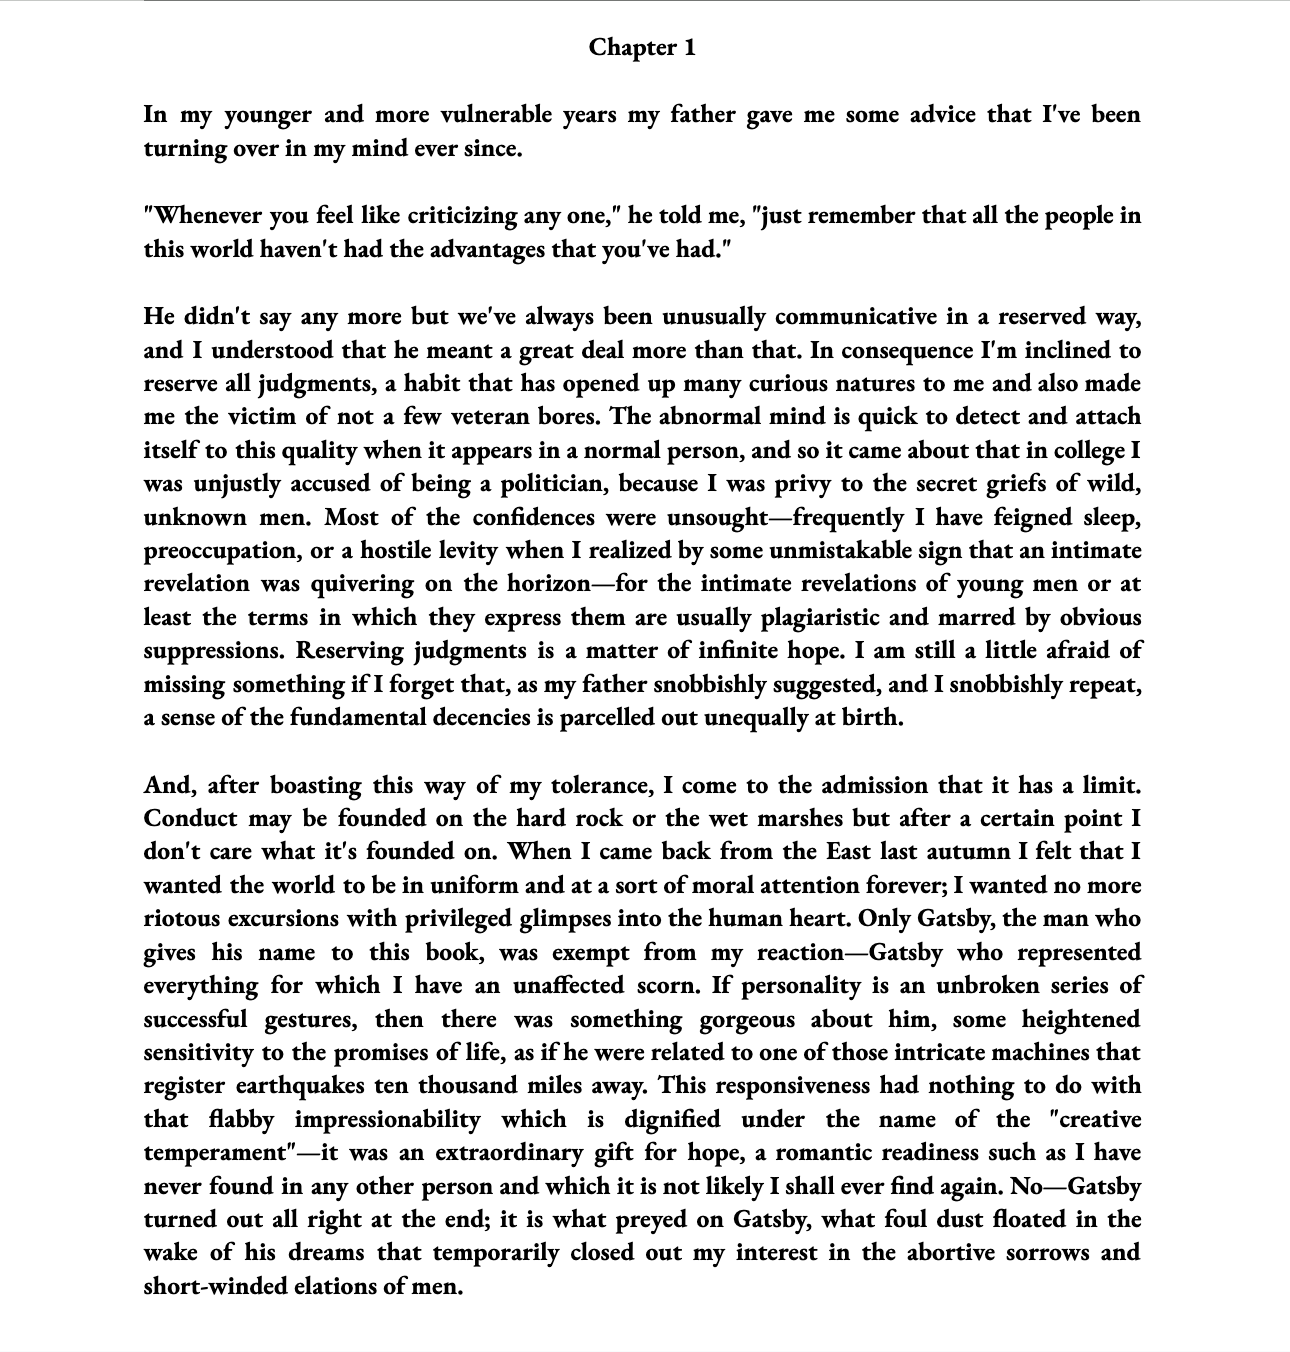 Chapter 1
In my younger and more vulnerable years my father gave me some advice that I've been
turning over in my mind ever since.
"Whenever you feel like criticizing any one," he told me, "just remember that all the people in
this world haven't had the advantages that you've had."
He didn't say any more but we've always been unusually communicative in a reserved way,
and I understood that he meant a great deal more than that. In consequence I'm inclined to
reserve all judgments, a habit that has opened up many curious natures to me and also made
me the victim of not a few veteran bores. The abnormal mind is quick to detect and attach
itself to this quality when it appears in a normal person, and so it came about that in college I
was unjustly accused of being a politician, because I was privy to the secret griefs of wild,
unknown men. Most of the confidences were unsought—frequently I have feigned sleep,
preoccupation, or a hostile levity when I realized by some unmistakable sign that an intimate
revelation was quivering on the horizon—for the intimate revelations of young men or at
least the terms in which they express them are usually plagiaristic and marred by obvious
suppressions. Reserving judgments is a matter of infinite hope. I am still a little afraid of
missing something if I forget that, as my father snobbishly suggested, and I snobbishly repeat,
a sense of the fundamental decencies is parcelled out unequally at birth.
And, after boasting this way of my tolerance, I come to the admission that it has a limit.
Conduct may be founded on the hard rock or the wet marshes but after a certain point I
don't care what it's founded on. When I came back from the East last autumn I felt that I
wanted the world to be in uniform and at a sort of moral attention forever; I wanted no more
riotous excursions with privileged glimpses into the human heart. Only Gatsby, the man who
gives his name to this book, was exempt from my reaction—Gatsby who represented
everything for which I have an unaffected scorn. If personality is an unbroken series of
successful gestures, then there was something gorgeous about him, some heightened
sensitivity to the promises of life, as if he were related to one of those intricate machines that
register earthquakes ten thousand miles away. This responsiveness had nothing to do with
that flabby impressionability which is dignified under the name of the "creative
temperament"—it was an extraordinary gift for hope, a romantic readiness such as I have
never found in any other person and which it is not likely I shall ever find again. No—Gatsby
turned out all right at the end; it is what preyed on Gatsby, what foul dust floated in the
wake of his dreams that temporarily closed out my interest in the abortive sorrows and
short-winded elations of men.